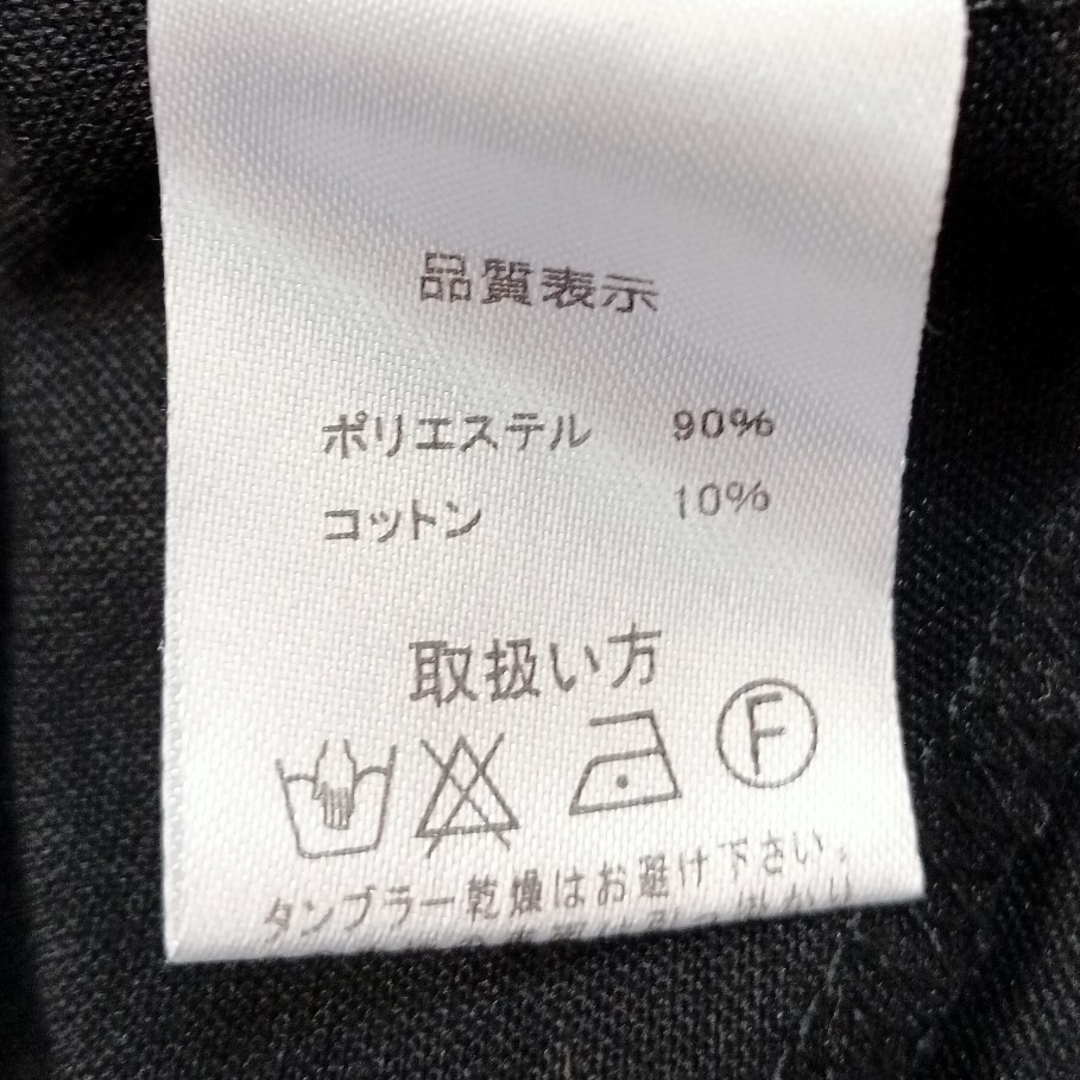 品質表示
ポリエステル 90%
コットン 10%
取扱い方
F
タンブラー乾燥はお避け下さい。